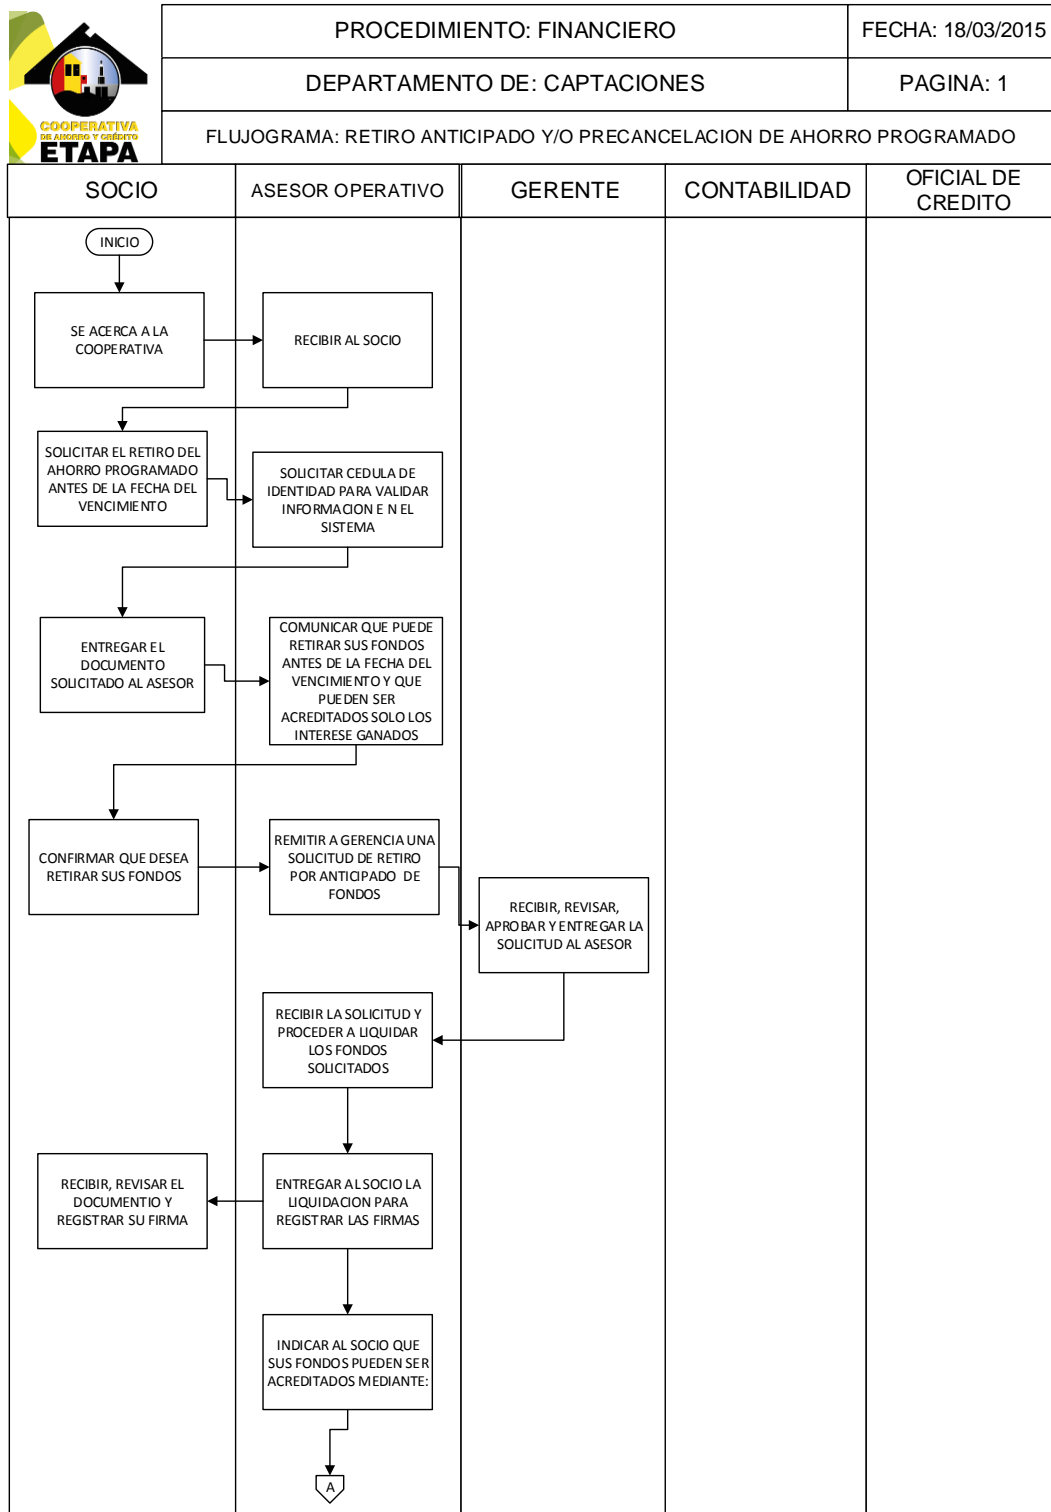 PROCEDIMIENTO: FINANCIERO
FECHA: 18/03/2015
DEPARTAMENTO DE: CAPTACIONES
PAGINA: 1
COOPERATIVA
DE AHORRO Y CRÉDITO
ETAPA
FLUJOGRAMA: RETIRO ANTICIPADO Y/O PRECANCELACION DE AHORRO PROGRAMADO
SOCIO
ASESOR OPERATIVO
GERENTE
CONTABILIDAD
OFICIAL DE
CREDITO
INICIO
SE ACERCA A LA
COOPERATIVA
RECIBIR AL SOCIO
SOLICITAR EL RETIRO DEL
AHORRO PROGRAMADO
ANTES DE LA FECHA DEL
VENCIMIENTO
SOLICITAR CEDULA DE
IDENTIDAD PARA VALIDAR
INFORMACION E N EL
SISTEMA
ENTREGAR EL
DOCUMENTO
SOLICITADO AL ASESOR
COMUNICAR QUE PUEDE
RETIRAR SUS FONDOS
ANTES DE LA FECHA DEL
VENCIMIENTO Y QUE
PUEDEN SER
ACREDITADOS SOLO LOS
INTERESE GANADOS
CONFIRMAR QUE DESEA
RETIRAR SUS FONDOS
REMITIR A GERENCIA UNA
SOLICITUD DE RETIRO
POR ANTICIPADO DE
FONDOS
RECIBIR, REVISAR,
APROBAR Y ENTREGAR LA
SOLICITUD AL ASESOR
RECIBIR LA SOLICITUD Y
PROCEDER A LIQUIDAR
LOS FONDOS
SOLICITADOS
RECIBIR, REVISAR EL
DOCUMENTIO Y
REGISTRAR SU FIRMA
ENTREGAR AL SOCIO LA
LIQUIDACION PARA
REGISTRAR LAS FIRMAS
INDICAR AL SOCIO QUE
SUS FONDOS PUEDEN SER
ACREDITADOS MEDIANTE:
A